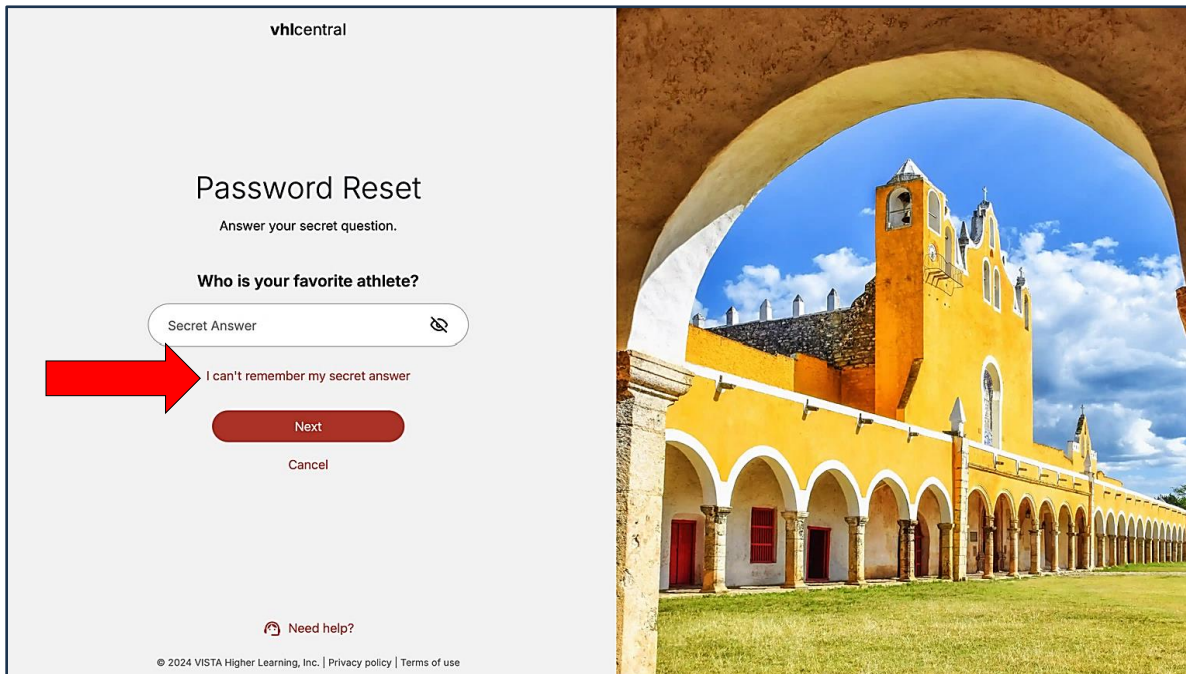 vhlcentral
Password Reset
Answer your secret question.
Who is your favorite athlete?
Secret Answer
I can't remember my secret answer
Next
Cancel
Need help?
© 2024 VISTA Higher Learning, Inc. | Privacy policy | Terms of use